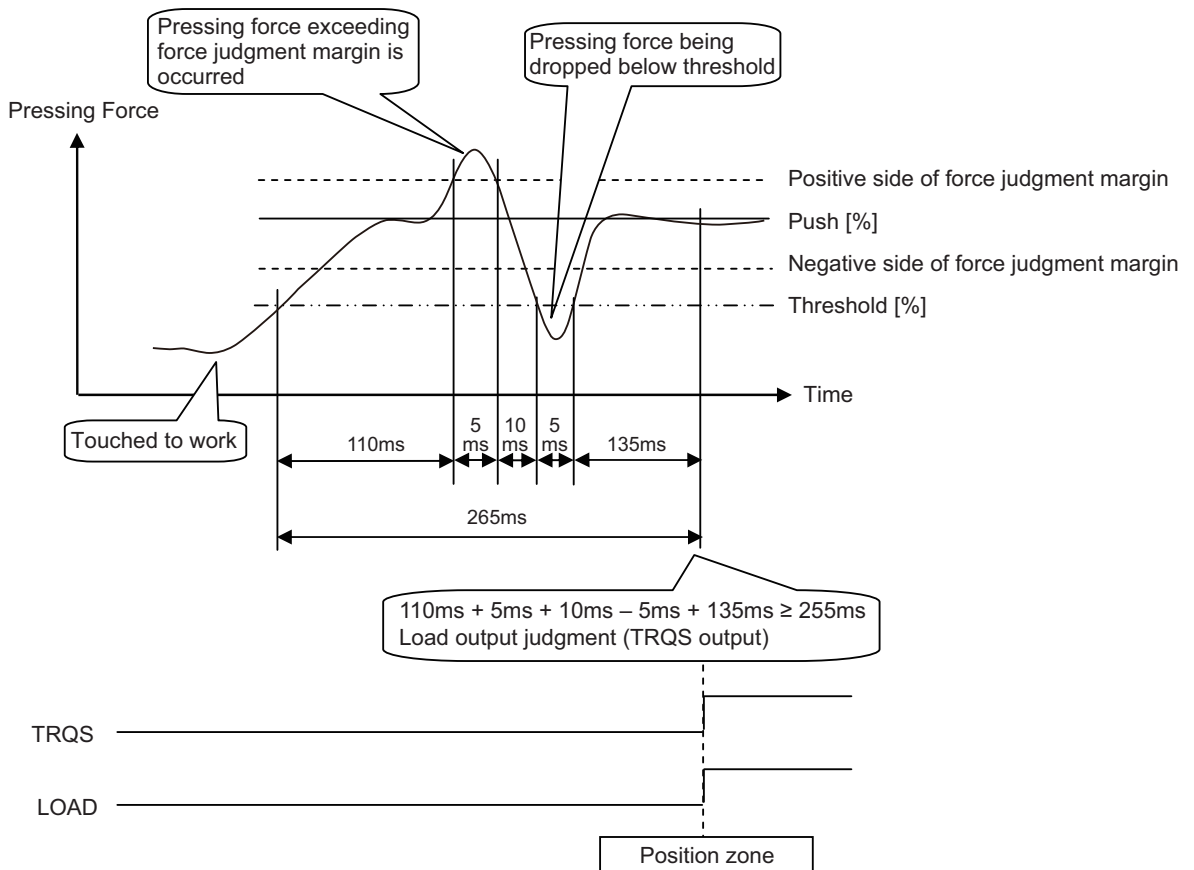 Pressing force exceeding
force judgment margin is
occurred
Pressing force being
dropped below threshold
Pressing Force
Positive side of force judgment margin
Push [%]
Negative side of force judgment margin
Threshold [%]
Time
Touched to work
110ms
5
ms
10
ms
5
ms
135ms
265ms
110ms + 5ms + 10ms – 5ms + 135ms ≥ 255ms
Load output judgment (TRQS output)
TRQS
LOAD
Position zone